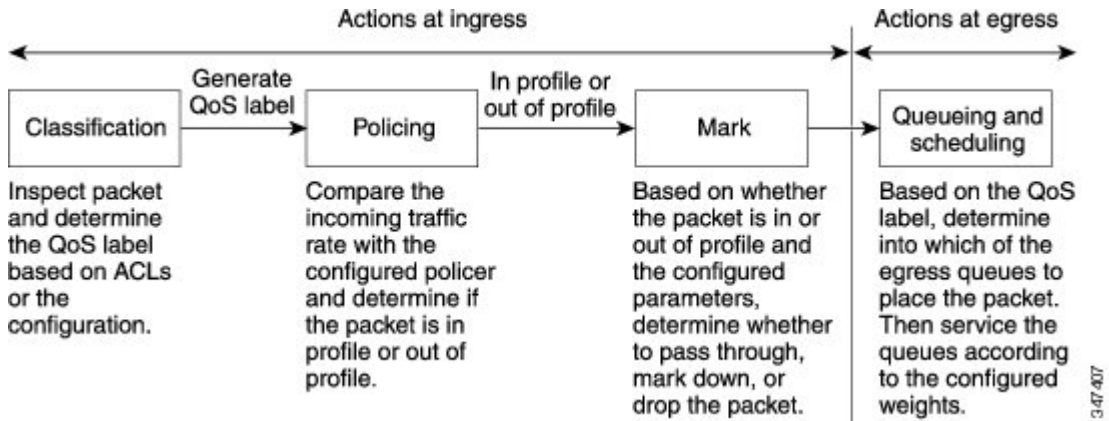 Actions at ingress
Actions at egress
Generate
QoS label
In profile or
out of profile
Classification
Policing
Mark
Queueing and
scheduling
Inspect packet
and determine
the QoS label
based on ACLs
or the
configuration.
Compare the
incoming traffic
rate with the
configured policer
and determine if
the packet is in
profile or out of
profile.
Based on whether
the packet is in or
out of profile and
the configured
parameters,
determine whether
to pass through,
mark down, or
drop the packet.
Based on the QoS
label, determine
into which of the
egress queues to
place the packet.
Then service the
queues according
to the configured
weights.
347407